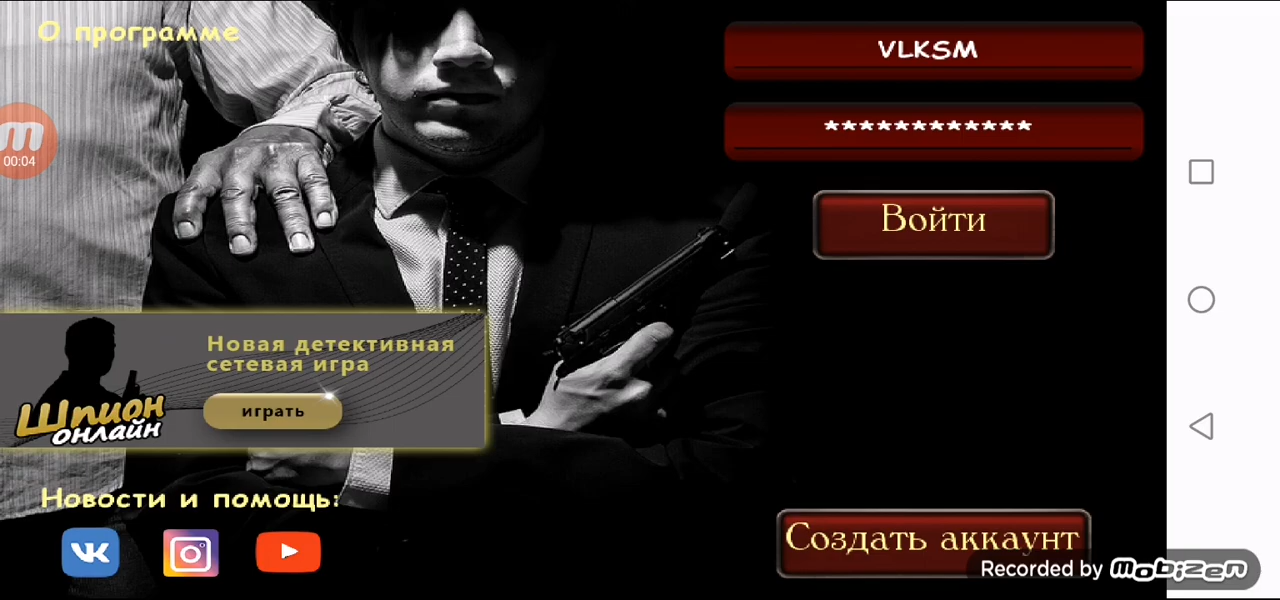 О программе
VLKSM
************
00:04
Войти
Новая детективная
сетевая игра
играть
Шпион
онлайн
Новости и помощь:
Создать аккаунт
Recorded by mobizen